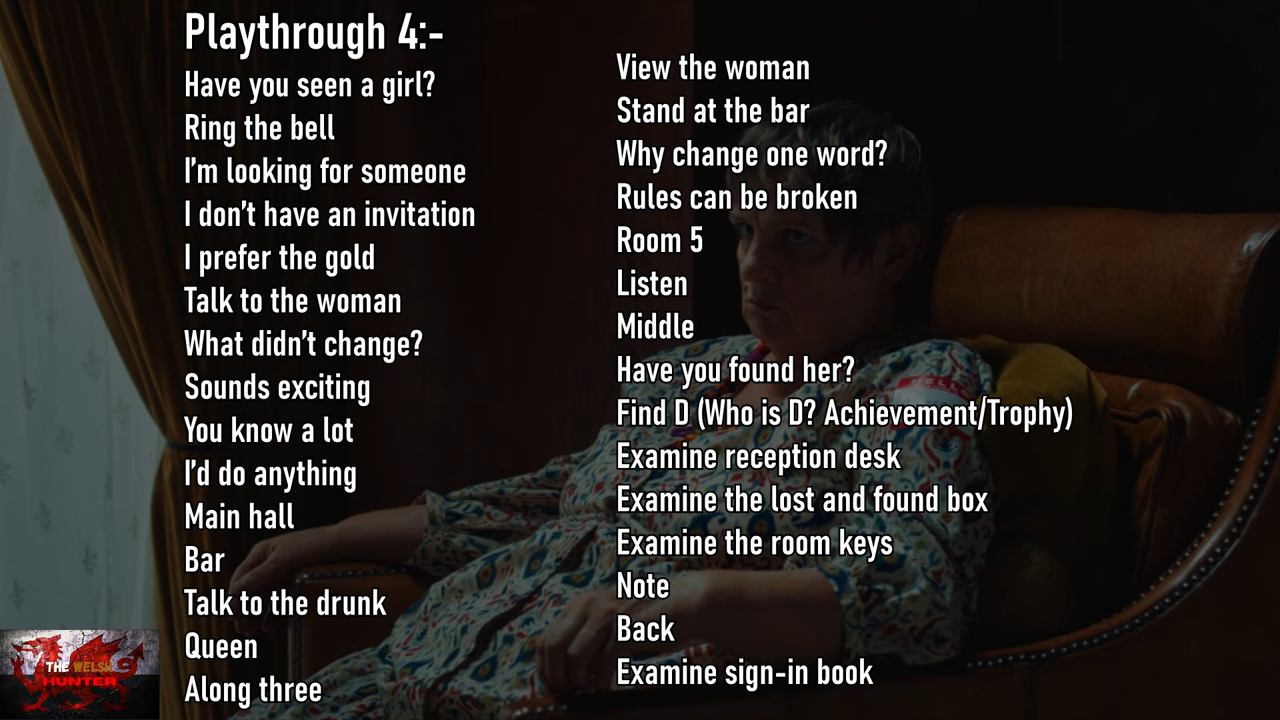 Playthrough 4:-
Have you seen a girl?
Ring the bell
I'm looking for someone
I don't have an invitation
I prefer the gold
Talk to the woman
What didn't change?
Sounds exciting
You know a lot
I'd do anything
Main hall
Bar
Talk to the drunk
Queen
Along three
View the woman
Stand at the bar
Why change one word?
Rules can be broken
Room 5
Listen
Middle
Have you found her?
Find D (Who is D? Achievement/Trophy)
Examine reception desk
Examine the lost and found box
Examine the room keys
Note
Back
Examine sign-in book
THE WELSH
HUNTER